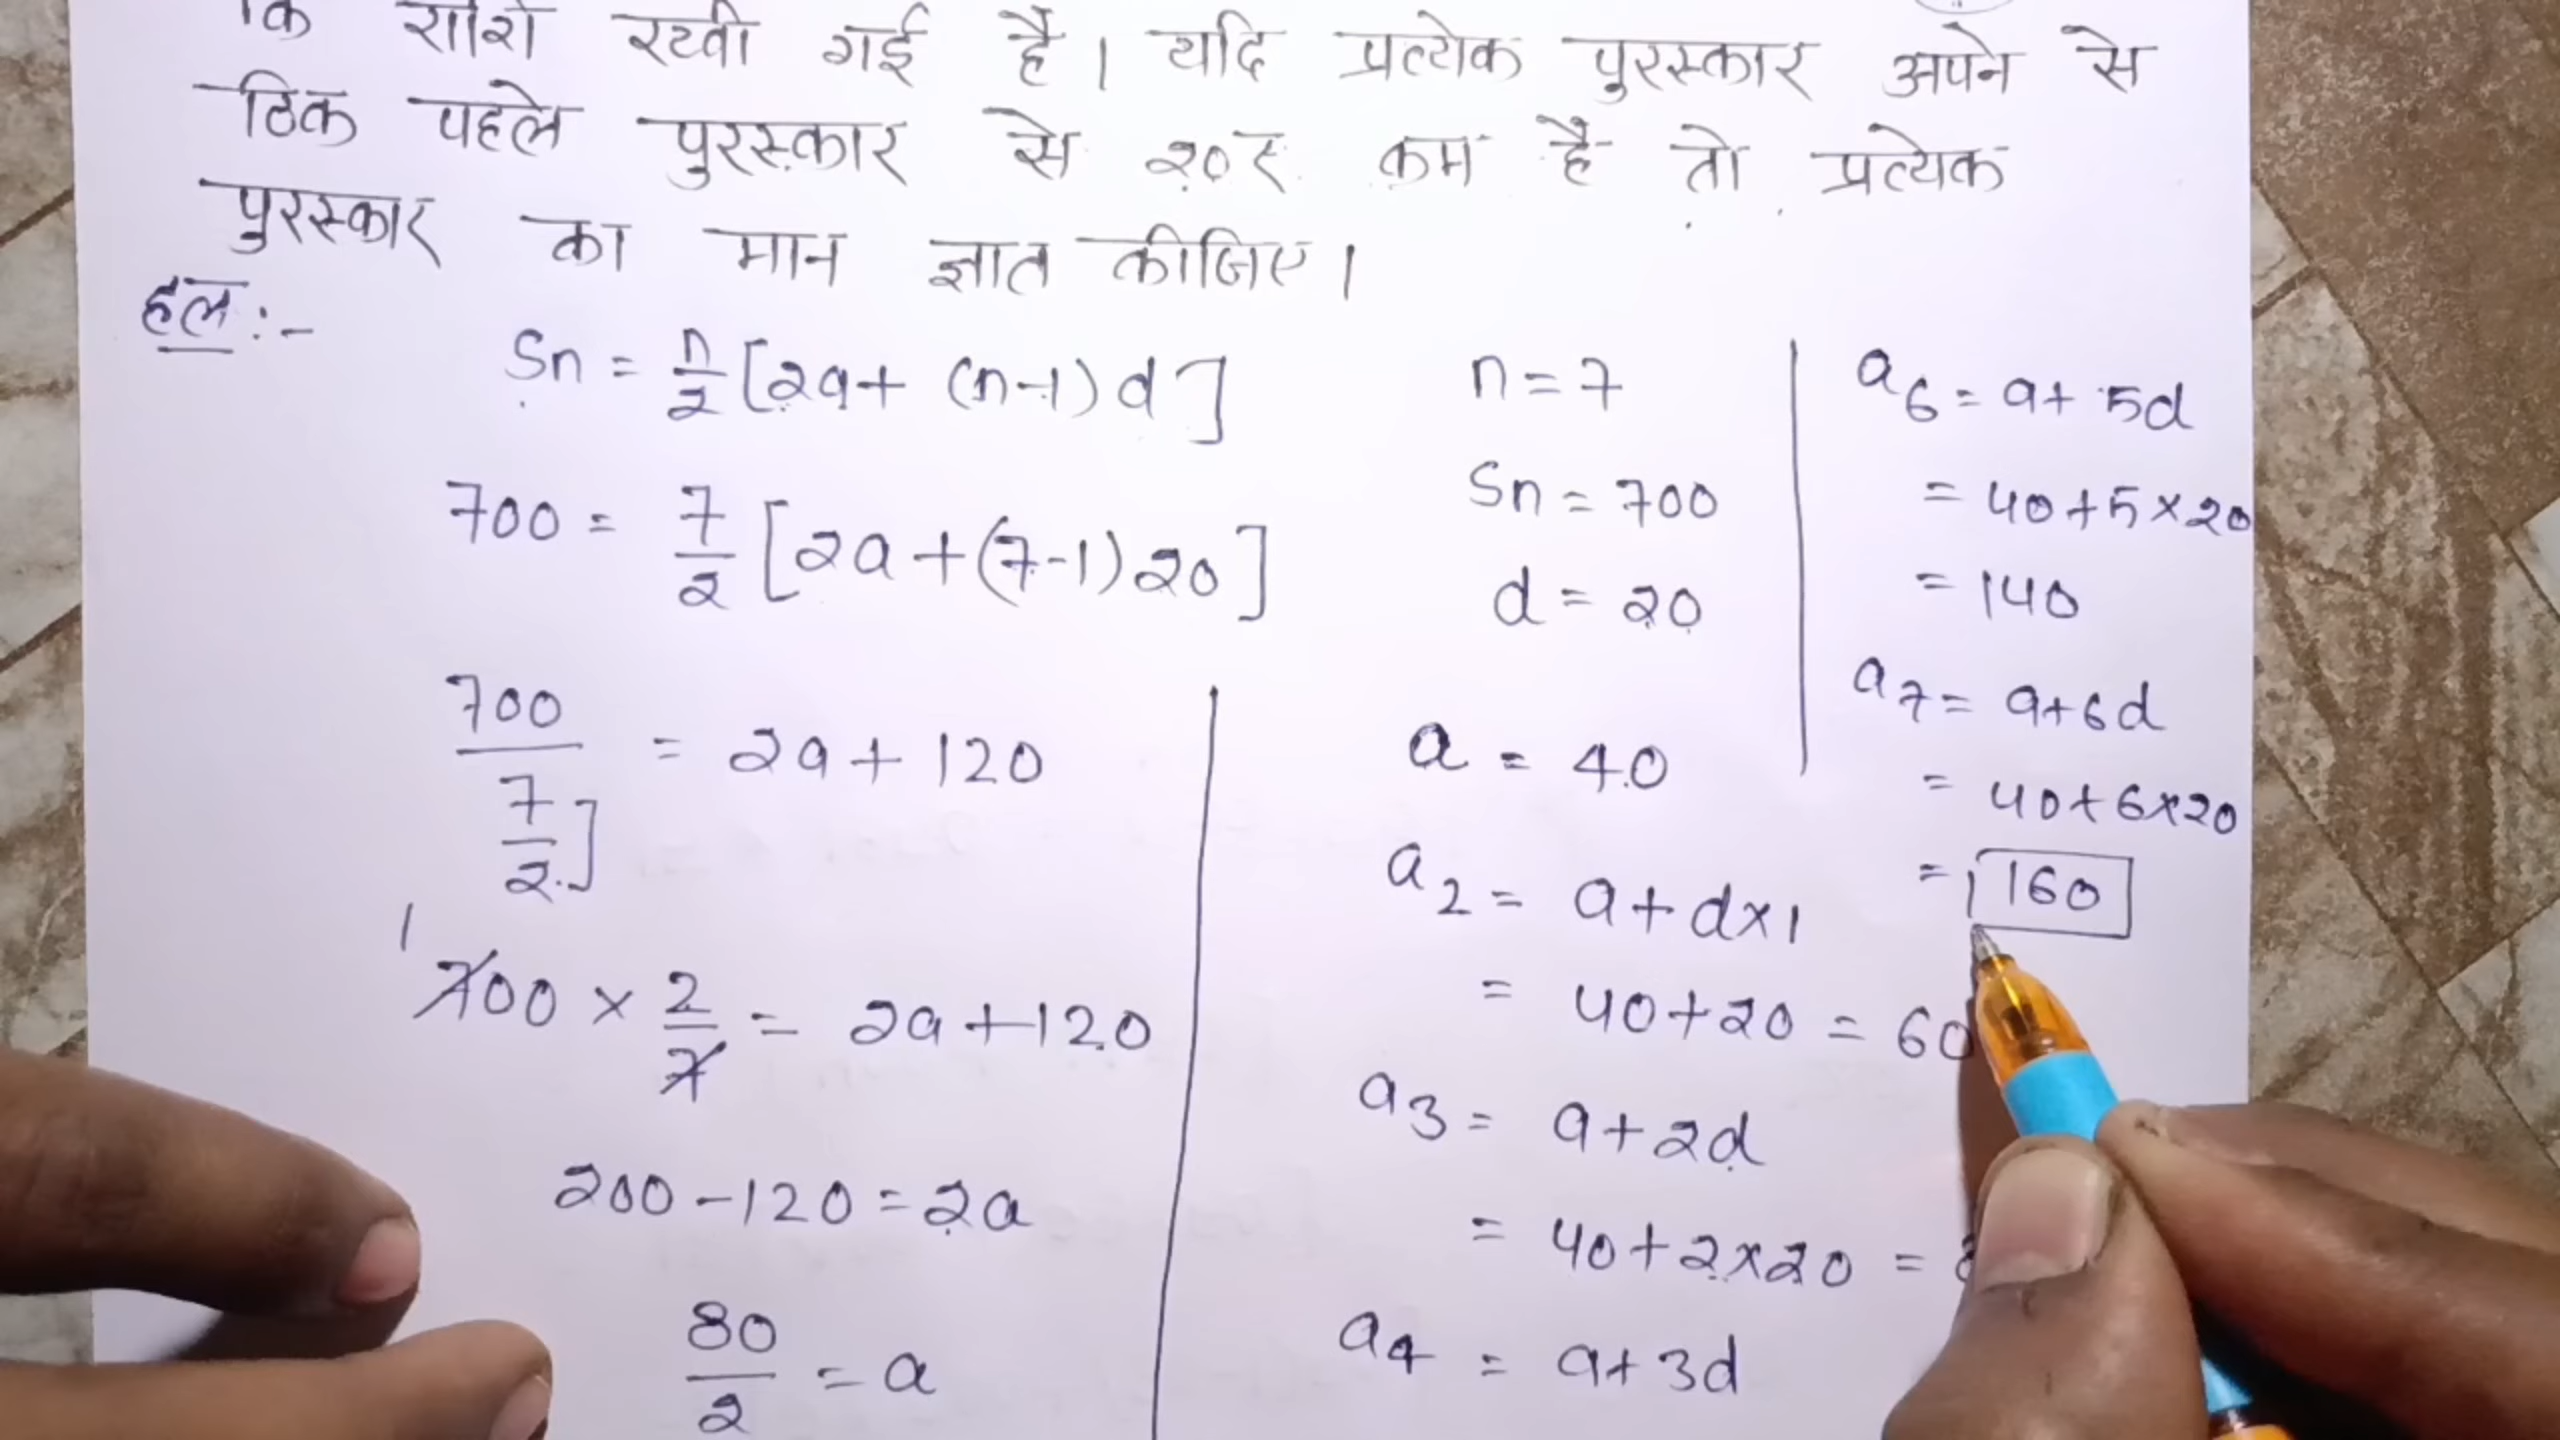 कि राशि रखी गई है। यदि प्रत्येक पुरस्कार अपने से
ठिक पहले पुरस्कार से २०रु कम है तो प्रत्येक
पुरस्कार का मान ज्ञात कीजिए।
हल:-
Sn = n/2 [2a+ (n-1) d]
700 = 7/2 [2a+(7-1) 20]
700/(7/2)] = 2a+ 120
1
700 × 2/7 = 2a+120
200-120=2a
80/2 = a
n=7
Sn = 700
d = 20
a = 40
a2 = a+d×1
= 40+20 = 60
a3 = a+2d
= 40+2×20 =
a4 = a+3d
a6 = a+ 5d
= 40+5×20
= 140
a7 = a+6d
= 40+6×20
= 160